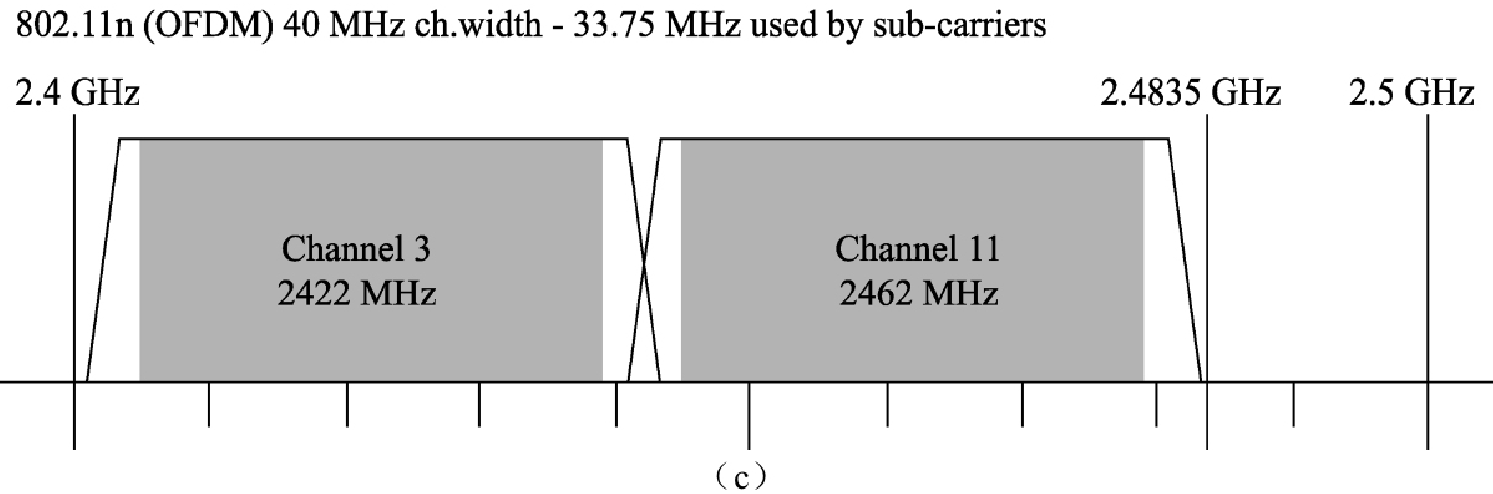 802.11n (OFDM) 40 MHz ch.width - 33.75 MHz used by sub-carriers
2.4 GHz
2.4835 GHz
2.5 GHz
Channel 3
2422 MHz
Channel 11
2462 MHz
（c）